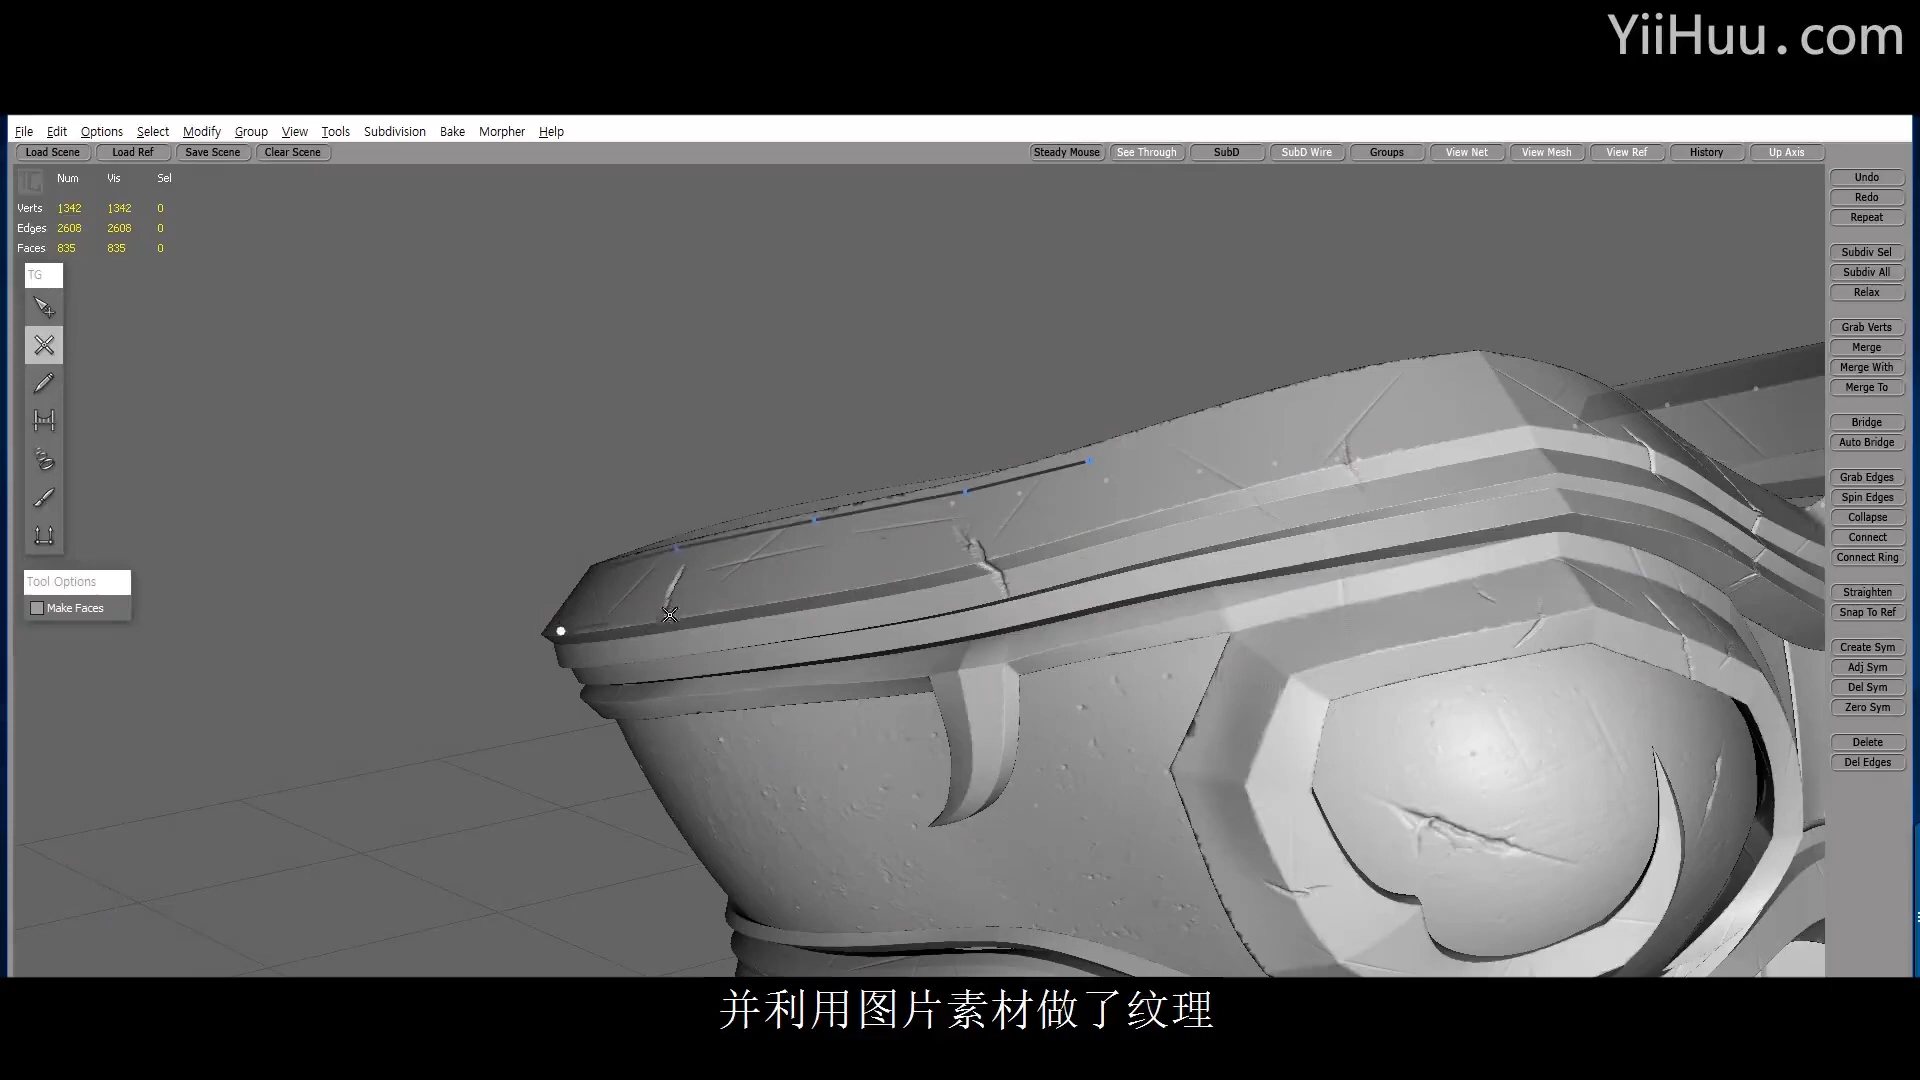 YiiHuu.com
File Edit Options Select Modify Group View Tools Subdivision Bake Morpher Help
Load Scene Load Ref Save Scene Clear Scene Steady Mouse See Through SubD SubD Wire Groups View Net View Mesh View Ref History Up Axis
Num Vis Sel
Verts 1342 1342 0
Edges 2608 2608 0
Faces 835 835 0
TG
Tool Options
Make Faces
Undo
Redo
Repeat
Subdiv Sel
Subdiv All
Relax
Grab Verts
Merge
Merge With
Merge To
Bridge
Auto Bridge
Grab Edges
Spin Edges
Collapse
Connect
Connect Ring
Straighten
Snap To Ref
Create Sym
Adj Sym
Del Sym
Zero Sym
Delete
Del Edges
并利用图片素材做了纹理